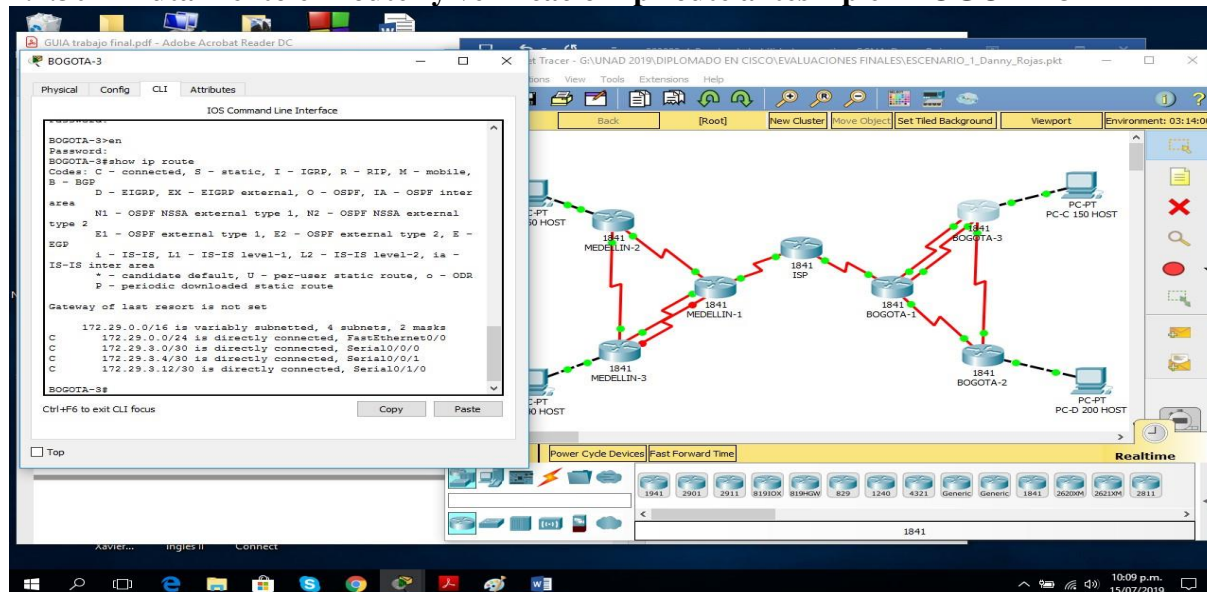 GUIA trabajo final.pdf - Adobe Acrobat Reader DC
BOGOTA-3
Physical Config CLI Attributes
IOS Command Line Interface
BOGOTA-3>en
Password:
BOGOTA-3#show ip route
Codes: C - connected, S - static, I - IGRP, R - RIP, M - mobile,
B - BGP
D - EIGRP, EX - EIGRP external, O - OSPF, IA - OSPF inter
area
N1 - OSPF NSSA external type 1, N2 - OSPF NSSA external
type 2
E1 - OSPF external type 1, E2 - OSPF external type 2, E -
EGP
i - IS-IS, L1 - IS-IS level-1, L2 - IS-IS level-2, ia -
IS-IS inter area
* - candidate default, U - per-user static route, o - ODR
P - periodic downloaded static route
Gateway of last resort is not set
172.29.0.0/16 is variably subnetted, 4 subnets, 2 masks
C 172.29.0.0/24 is directly connected, FastEthernet0/0
C 172.29.3.0/30 is directly connected, Serial0/0/0
C 172.29.3.4/30 is directly connected, Serial0/0/1
C 172.29.3.12/30 is directly connected, Serial0/1/0
BOGOTA-3#
Ctrl+F6 to exit CLI focus
Copy Paste
Top
et Tracer - G:\UNAD 2019\DIPLOMADO EN CISCO\EVALUACIONES FINALES\ESCENARIO_1_Danny_Rojas.pkt
View Tools Extensions Help
Back [Root] New Cluster Move Object Set Tiled Background Viewport Environment: 03:14:0
C-PT
0 HOST
1841
MEDELLIN-2
1841
MEDELLIN-1
1841
MEDELLIN-3
C-PT
0 HOST
1841
ISP
1841
BOGOTA-1
1841
BOGOTA-3
PC-PT
PC-C 150 HOST
1841
BOGOTA-2
PC-PT
PC-D 200 HOST
Power Cycle Devices Fast Forward Time
Realtime
1941 2901 2911 819IOX 819HGW 829 1240 4321 Generic Generic 1841 2620XM 2621XM 2811
1841
Xavier... Ingles II Connect
10:09 p.m.
15/07/2019